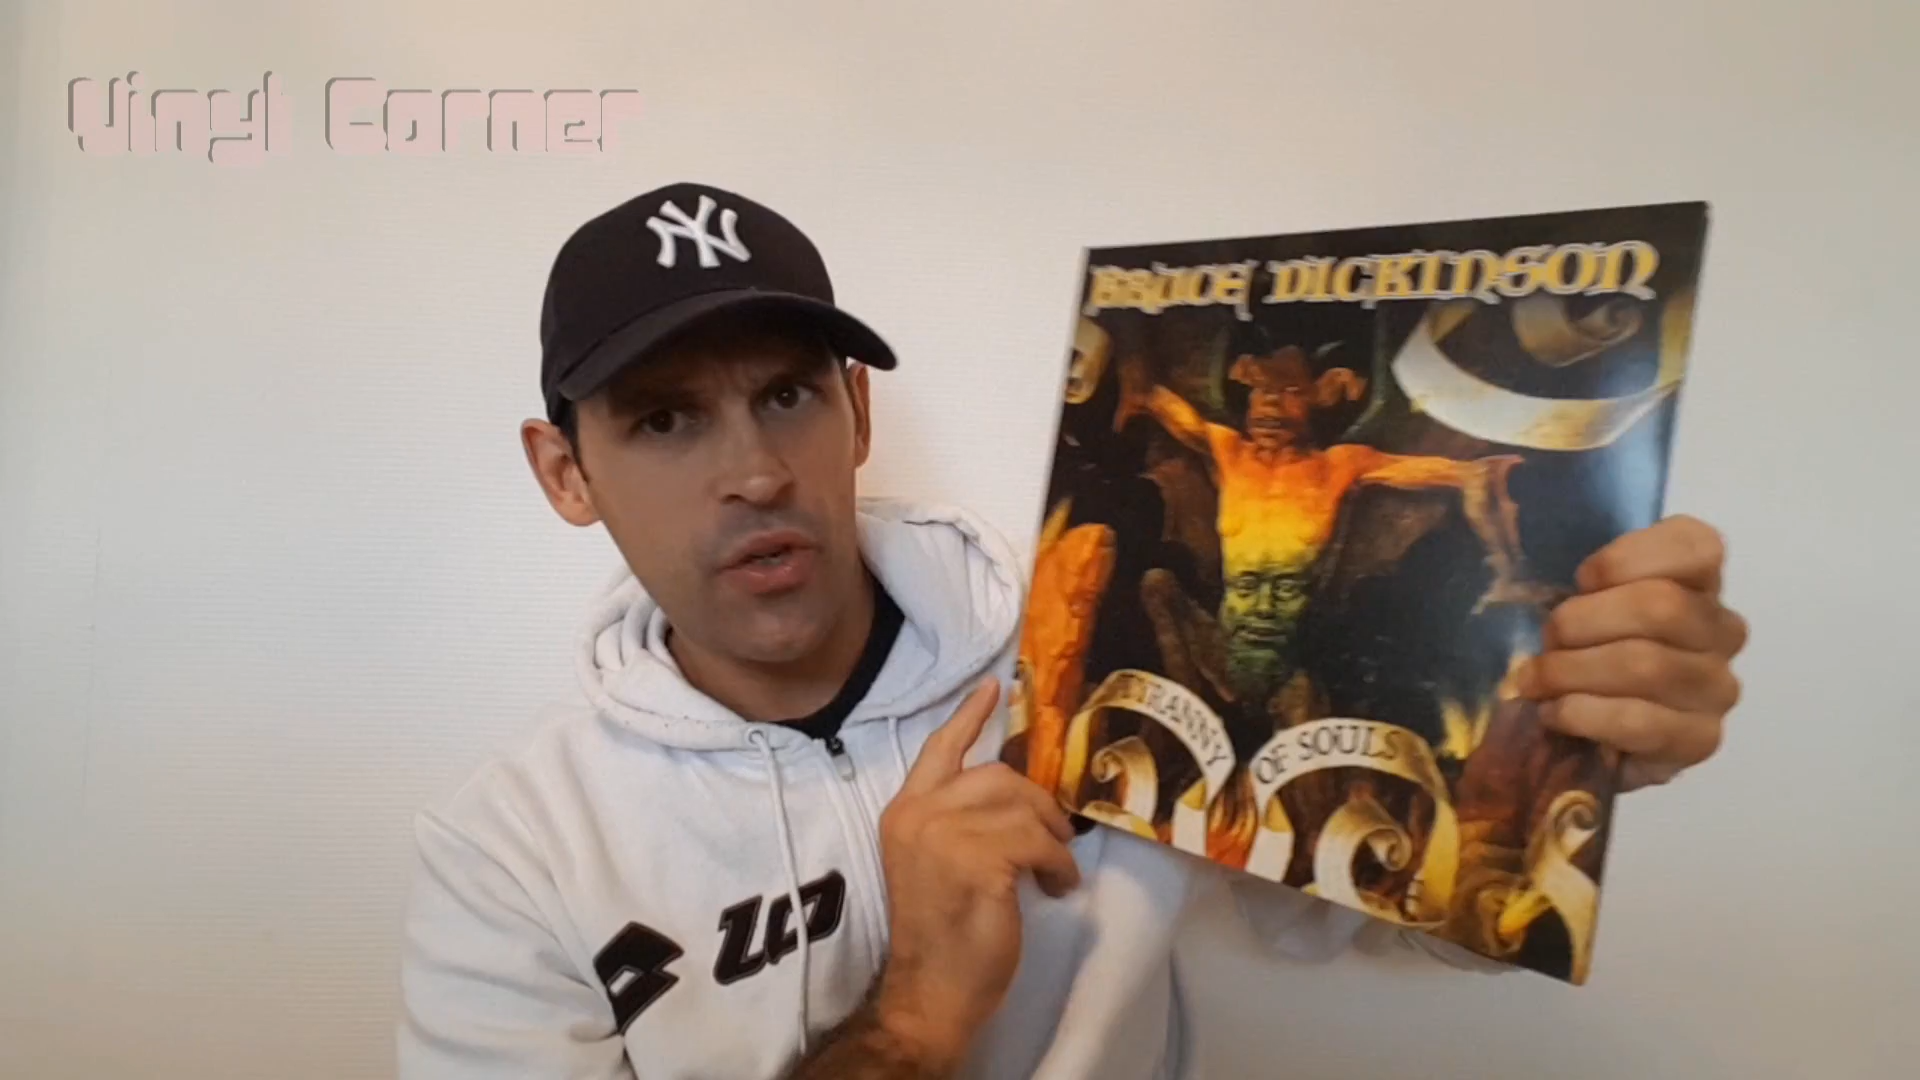 Vinyl Corner
NY
BRUCE DICKINSON
TYRANNY
OF SOULS